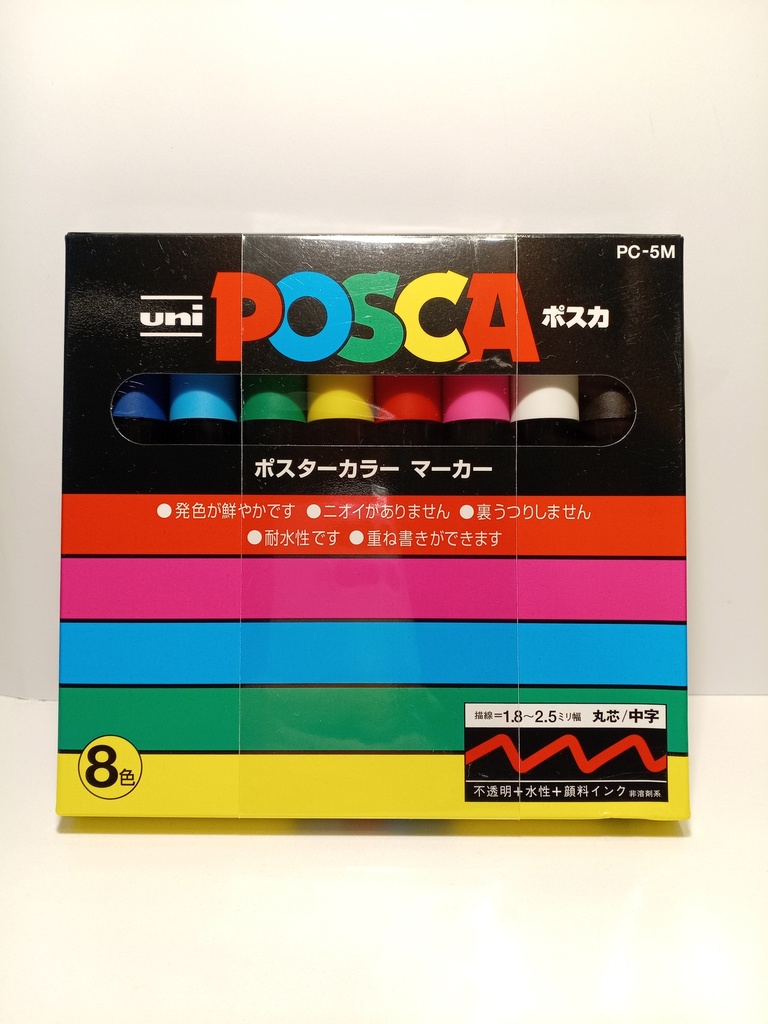 PC-5M
uni POSCA ポスカ
ポスターカラー マーカー
●発色が鮮やかです ●ニオイがありません ●裏うつりしません
●耐水性です ●重ね書きができます
描線=1.8〜2.5ミリ幅 丸芯/中字
不透明+水性+顔料インク 非溶剤系
8色